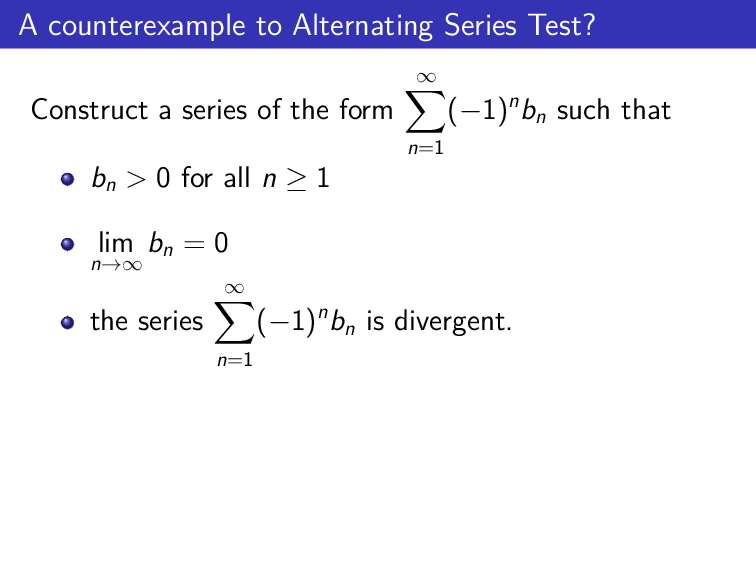 A counterexample to Alternating Series Test?
Construct a series of the form $\sum_{n=1}^{\infty}(-1)^n b_n$ such that
• $b_n > 0$ for all $n \geq 1$
• $\lim_{n\to\infty} b_n = 0$
• the series $\sum_{n=1}^{\infty}(-1)^n b_n$ is divergent.